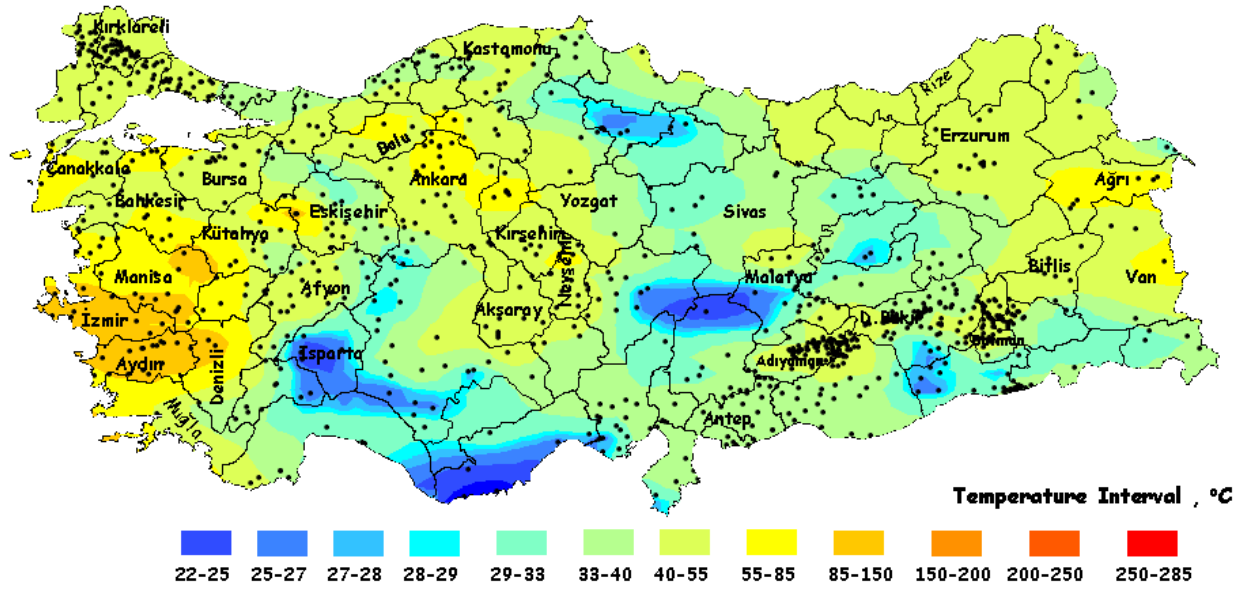 Kırklareli
Kastamonu
Rize
Erzurum
Bolu
Çanakkale
Bursa
Ankara
Ağrı
Balıkesir
Eskişehir
Yozgat
Sivas
Kütahya
Kırşehir
Nevşehir
Manisa
Afyon
Malatya
Bitlis
Van
İzmir
Aksaray
D. Bakır
Batman
Isparta
Aydın
Denizli
Adıyaman
Muğla
Antep
Temperature Interval , °C
22-25 25-27 27-28 28-29 29-33 33-40 40-55 55-85 85-150 150-200 200-250 250-285